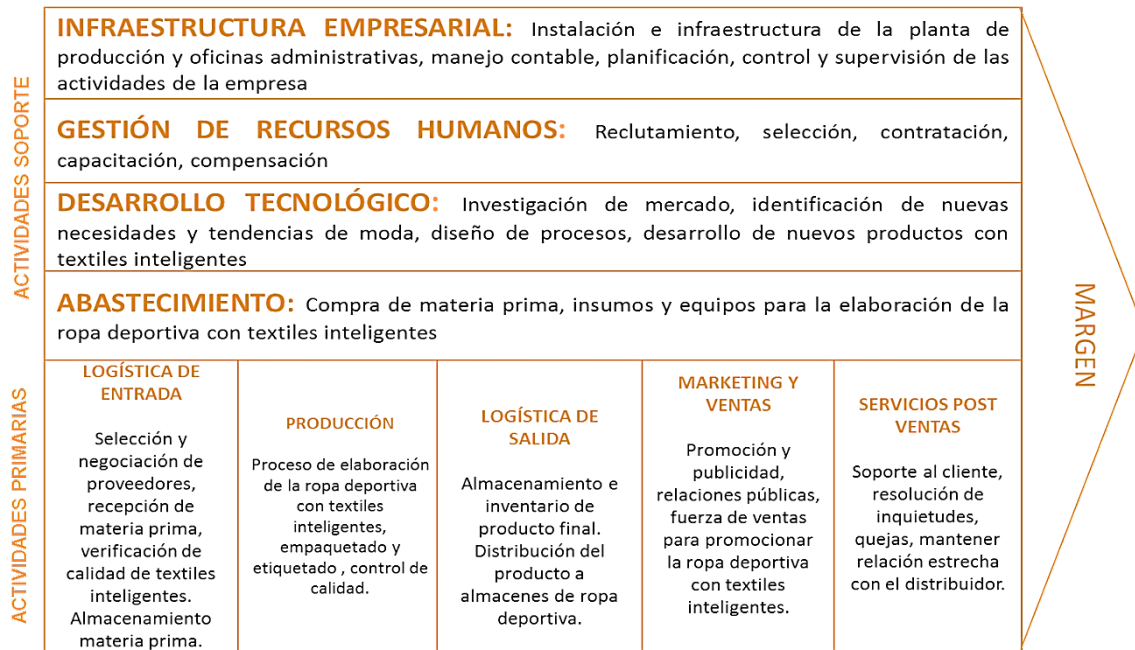 ACTIVIDADES SOPORTE
INFRAESTRUCTURA EMPRESARIAL: Instalación e infraestructura de la planta de
producción y oficinas administrativas, manejo contable, planificación, control y supervisión de las
actividades de la empresa
GESTIÓN DE RECURSOS HUMANOS: Reclutamiento, selección, contratación,
capacitación, compensación
DESARROLLO TECNOLÓGICO: Investigación de mercado, identificación de nuevas
necesidades y tendencias de moda, diseño de procesos, desarrollo de nuevos productos con
textiles inteligentes
ABASTECIMIENTO: Compra de materia prima, insumos y equipos para la elaboración de la
ropa deportiva con textiles inteligentes
ACTIVIDADES PRIMARIAS
LOGÍSTICA DE
ENTRADA
Selección y
negociación de
proveedores,
recepción de
materia prima,
verificación de
calidad de textiles
inteligentes.
Almacenamiento
materia prima.
PRODUCCIÓN
Proceso de elaboración
de la ropa deportiva
con textiles
inteligentes,
empaquetado y
etiquetado , control de
calidad.
LOGÍSTICA DE
SALIDA
Almacenamiento e
inventario de
producto final.
Distribución del
producto a
almacenes de ropa
deportiva.
MARKETING Y
VENTAS
Promoción y
publicidad,
relaciones públicas,
fuerza de ventas
para promocionar
la ropa deportiva
con textiles
inteligentes.
SERVICIOS POST
VENTAS
Soporte al cliente,
resolución de
inquietudes,
quejas, mantener
relación estrecha
con el distribuidor.
MARGEN